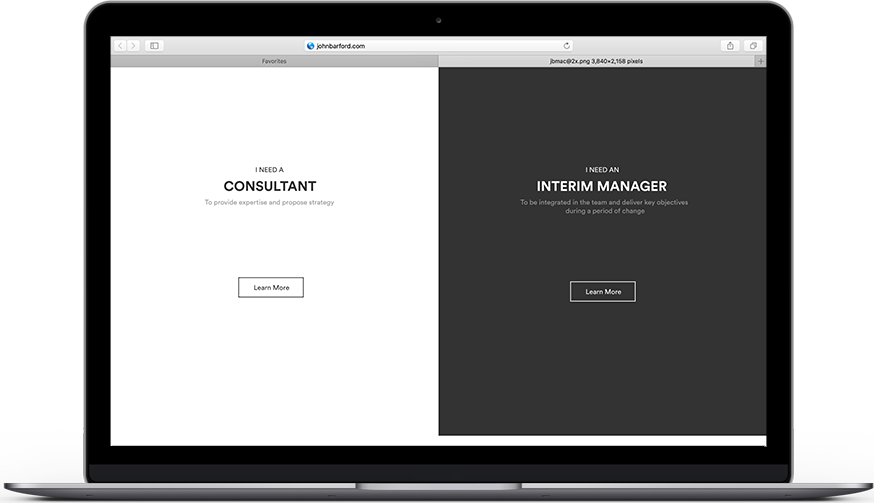 johnbarford.com
Favorites
jbmac@2x.png 3,840×2,158 pixels
I NEED A
CONSULTANT
To provide expertise and propose strategy
Learn More
I NEED AN
INTERIM MANAGER
To be integrated in the team and deliver key objectives
during a period of change
Learn More